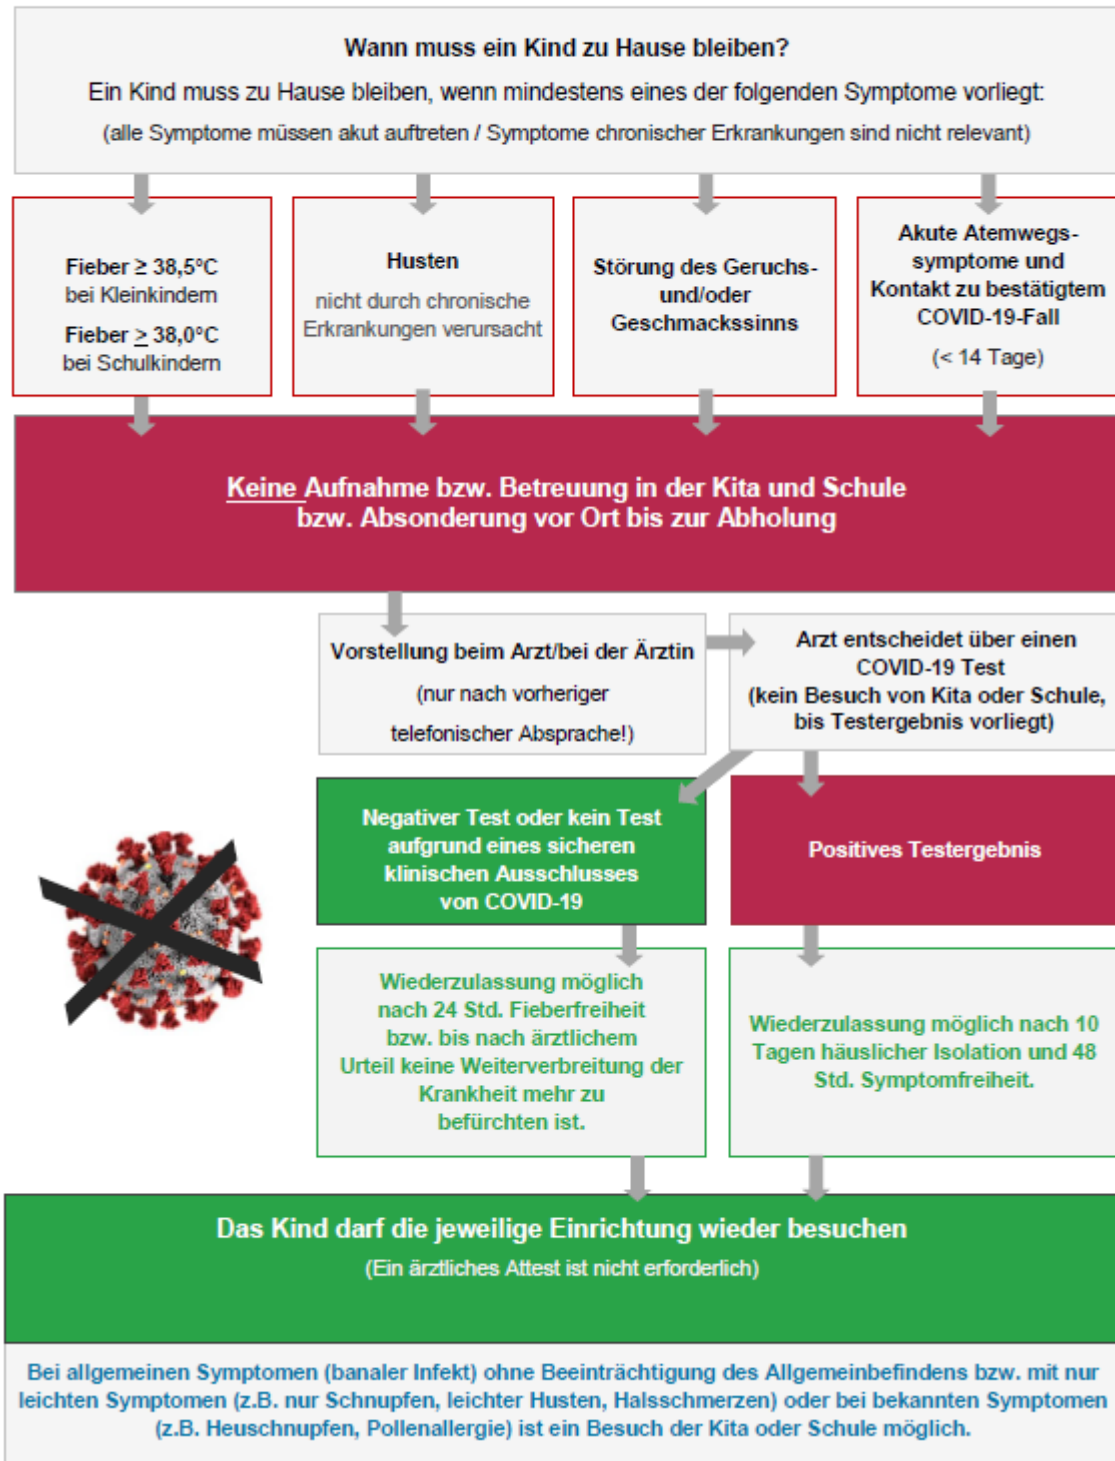 Wann muss ein Kind zu Hause bleiben?
Ein Kind muss zu Hause bleiben, wenn mindestens eines der folgenden Symptome vorliegt:
(alle Symptome müssen akut auftreten / Symptome chronischer Erkrankungen sind nicht relevant)
Fieber ≥ 38,5°C
bei Kleinkindern
Fieber ≥ 38,0°C
bei Schulkindern
Husten
nicht durch chronische
Erkrankungen verursacht
Störung des Geruchs-
und/oder
Geschmackssinns
Akute Atemwegs-
symptome und
Kontakt zu bestätigtem
COVID-19-Fall
(< 14 Tage)
Keine Aufnahme bzw. Betreuung in der Kita und Schule
bzw. Absonderung vor Ort bis zur Abholung
Vorstellung beim Arzt/bei der Ärztin
(nur nach vorheriger
telefonischer Absprache!)
Arzt entscheidet über einen
COVID-19 Test
(kein Besuch von Kita oder Schule,
bis Testergebnis vorliegt)
Negativer Test oder kein Test
aufgrund eines sicheren
klinischen Ausschlusses
von COVID-19
Positives Testergebnis
Wiederzulassung möglich
nach 24 Std. Fieberfreiheit
bzw. bis nach ärztlichem
Urteil keine Weiterverbreitung der
Krankheit mehr zu
befürchten ist.
Wiederzulassung möglich nach 10
Tagen häuslicher Isolation und 48
Std. Symptomfreiheit.
Das Kind darf die jeweilige Einrichtung wieder besuchen
(Ein ärztliches Attest ist nicht erforderlich)
Bei allgemeinen Symptomen (banaler Infekt) ohne Beeinträchtigung des Allgemeinbefindens bzw. mit nur
leichten Symptomen (z.B. nur Schnupfen, leichter Husten, Halsschmerzen) oder bei bekannten Symptomen
(z.B. Heuschnupfen, Pollenallergie) ist ein Besuch der Kita oder Schule möglich.